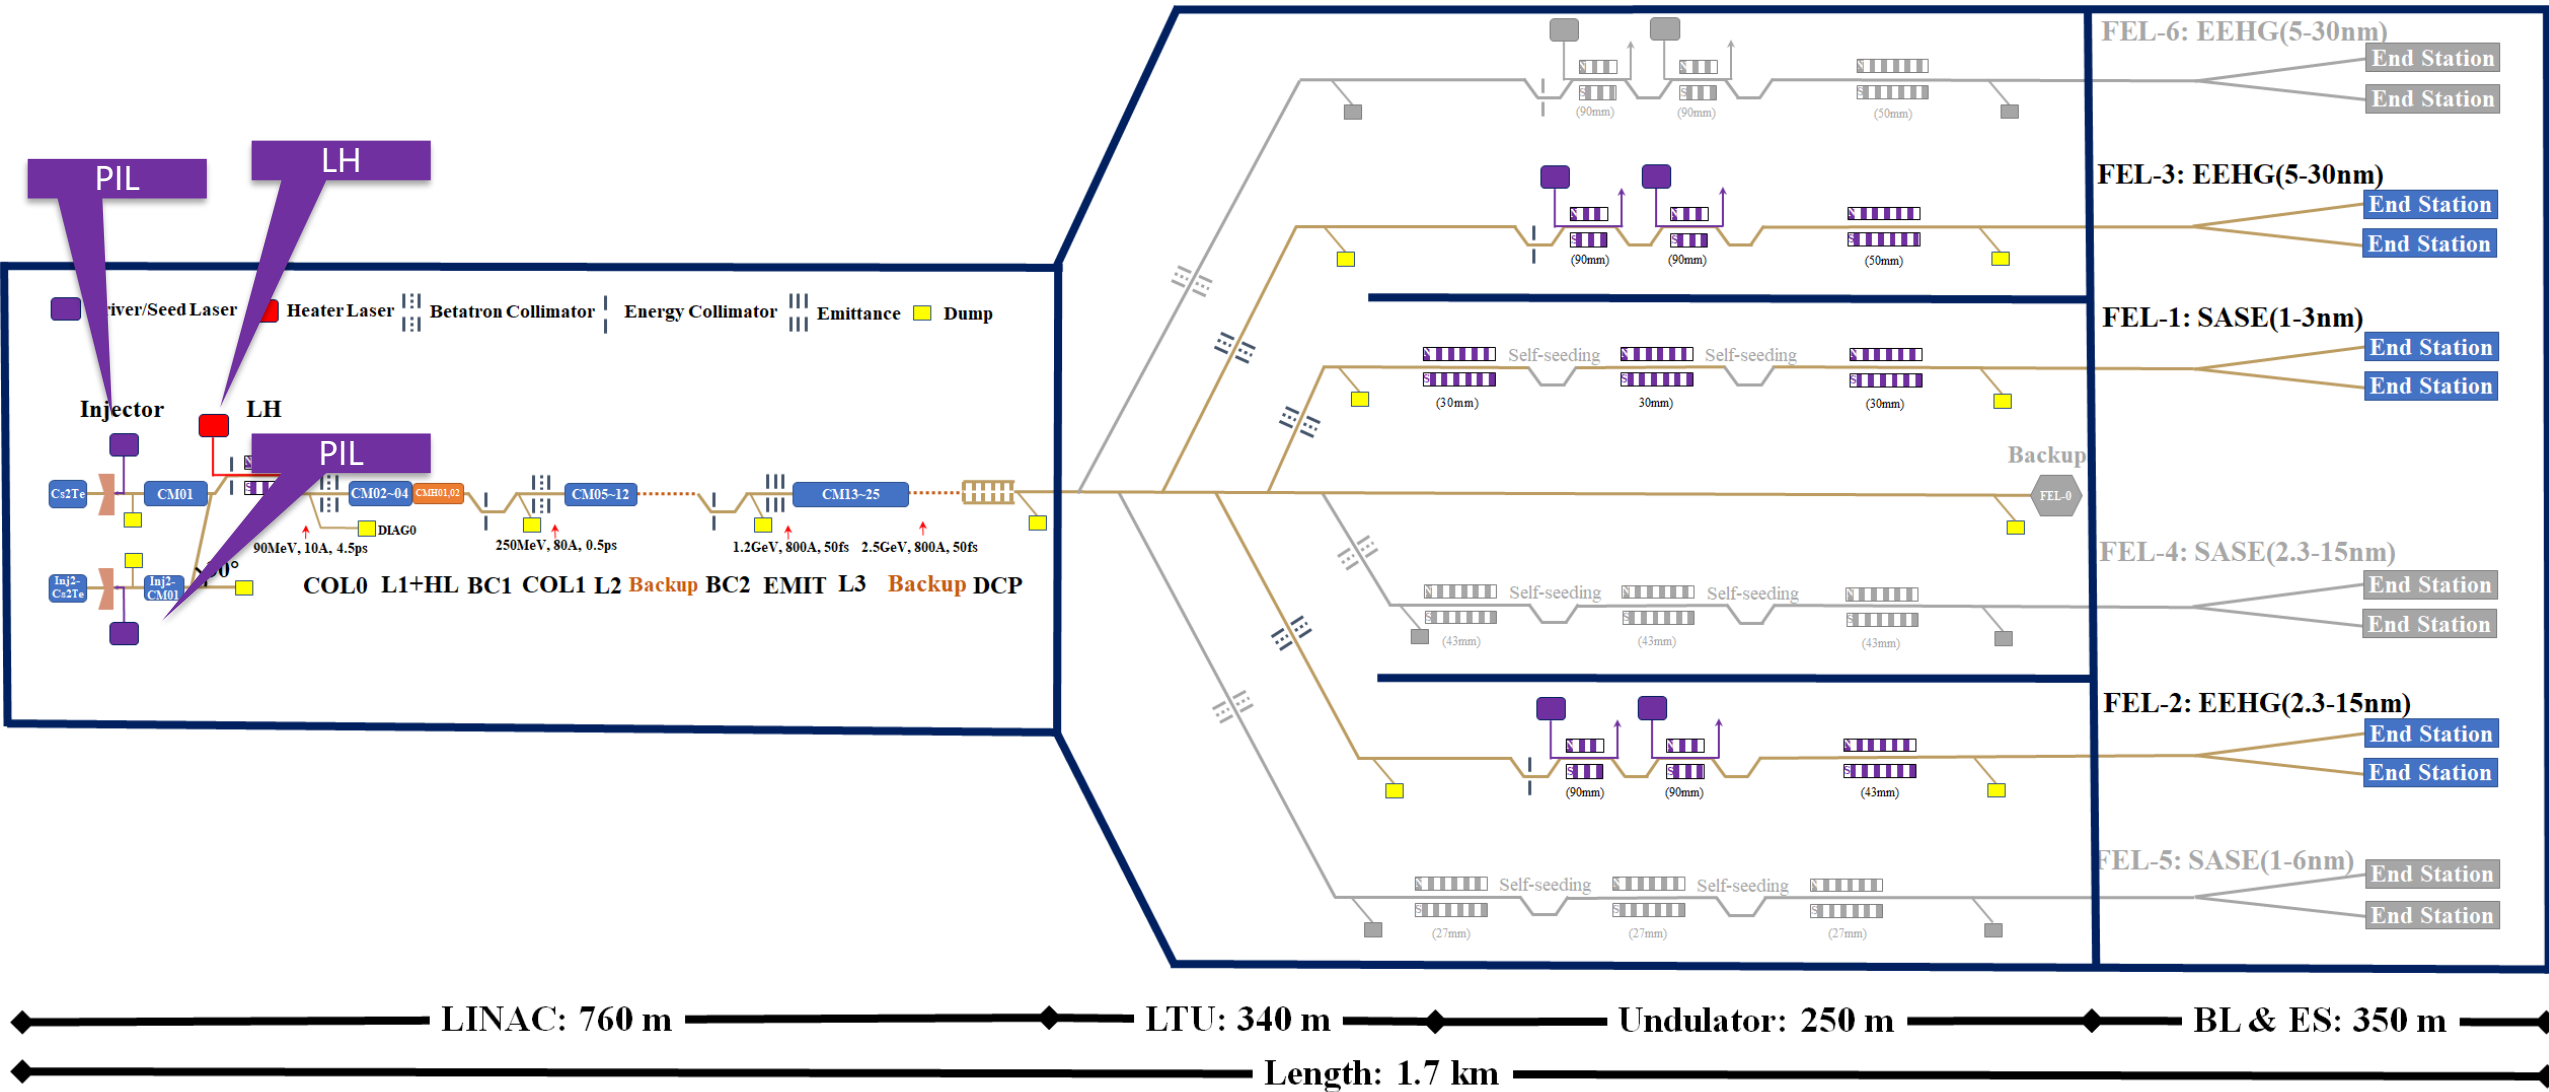 FEL-6: EEHG(5-30nm)
End Station
End Station
(90mm)
(90mm)
(50mm)
LH
PIL
FEL-3: EEHG(5-30nm)
End Station
End Station
(90mm)
(90mm)
(50mm)
river/Seed Laser
Heater Laser
Betatron Collimator
Energy Collimator
Emittance
Dump
FEL-1: SASE(1-3nm)
End Station
End Station
Self-seeding
Self-seeding
(30mm)
30mm)
(30mm)
Injector
LH
PIL
Cs2Te
CM01
CM02~04
CMH01,02
CM05~12
CM13~25
DIAG0
90MeV, 10A, 4.5ps
250MeV, 80A, 0.5ps
1.2GeV, 800A, 50fs
2.5GeV, 800A, 50fs
Backup
FEL-0
Inj2-
Cs2Te
Inj2-
CM01
0°
COL0
L1+HL
BC1
COL1
L2
Backup
BC2
EMIT
L3
Backup
DCP
FEL-4: SASE(2.3-15nm)
End Station
End Station
Self-seeding
Self-seeding
(43mm)
(43mm)
(43mm)
FEL-2: EEHG(2.3-15nm)
End Station
End Station
(90mm)
(90mm)
(43mm)
FEL-5: SASE(1-6nm)
End Station
End Station
Self-seeding
Self-seeding
(27mm)
(27mm)
(27mm)
LINAC: 760 m
LTU: 340 m
Undulator: 250 m
BL & ES: 350 m
Length: 1.7 km